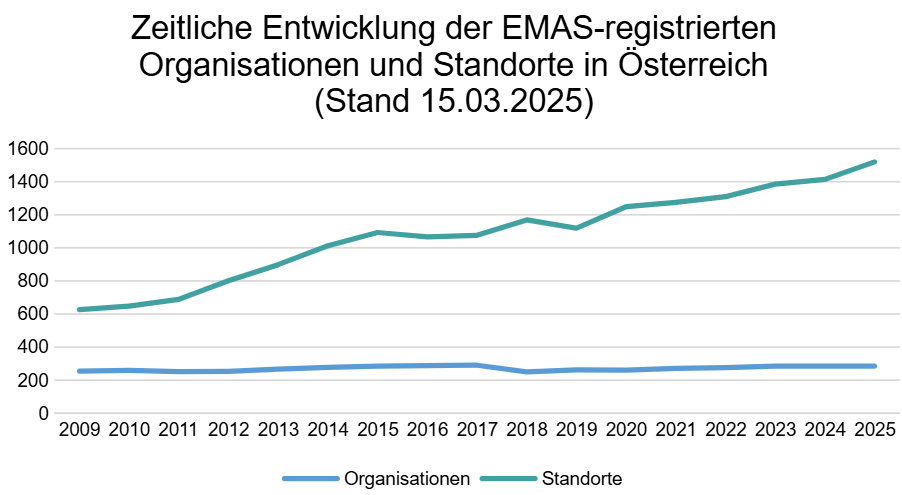 Zeitliche Entwicklung der EMAS-registrierten
Organisationen und Standorte in Österreich
(Stand 15.03.2025)
1600
1400
1200
1000
800
600
400
200
0
2009 2010 2011 2012 2013 2014 2015 2016 2017 2018 2019 2020 2021 2022 2023 2024 2025
Organisationen Standorte